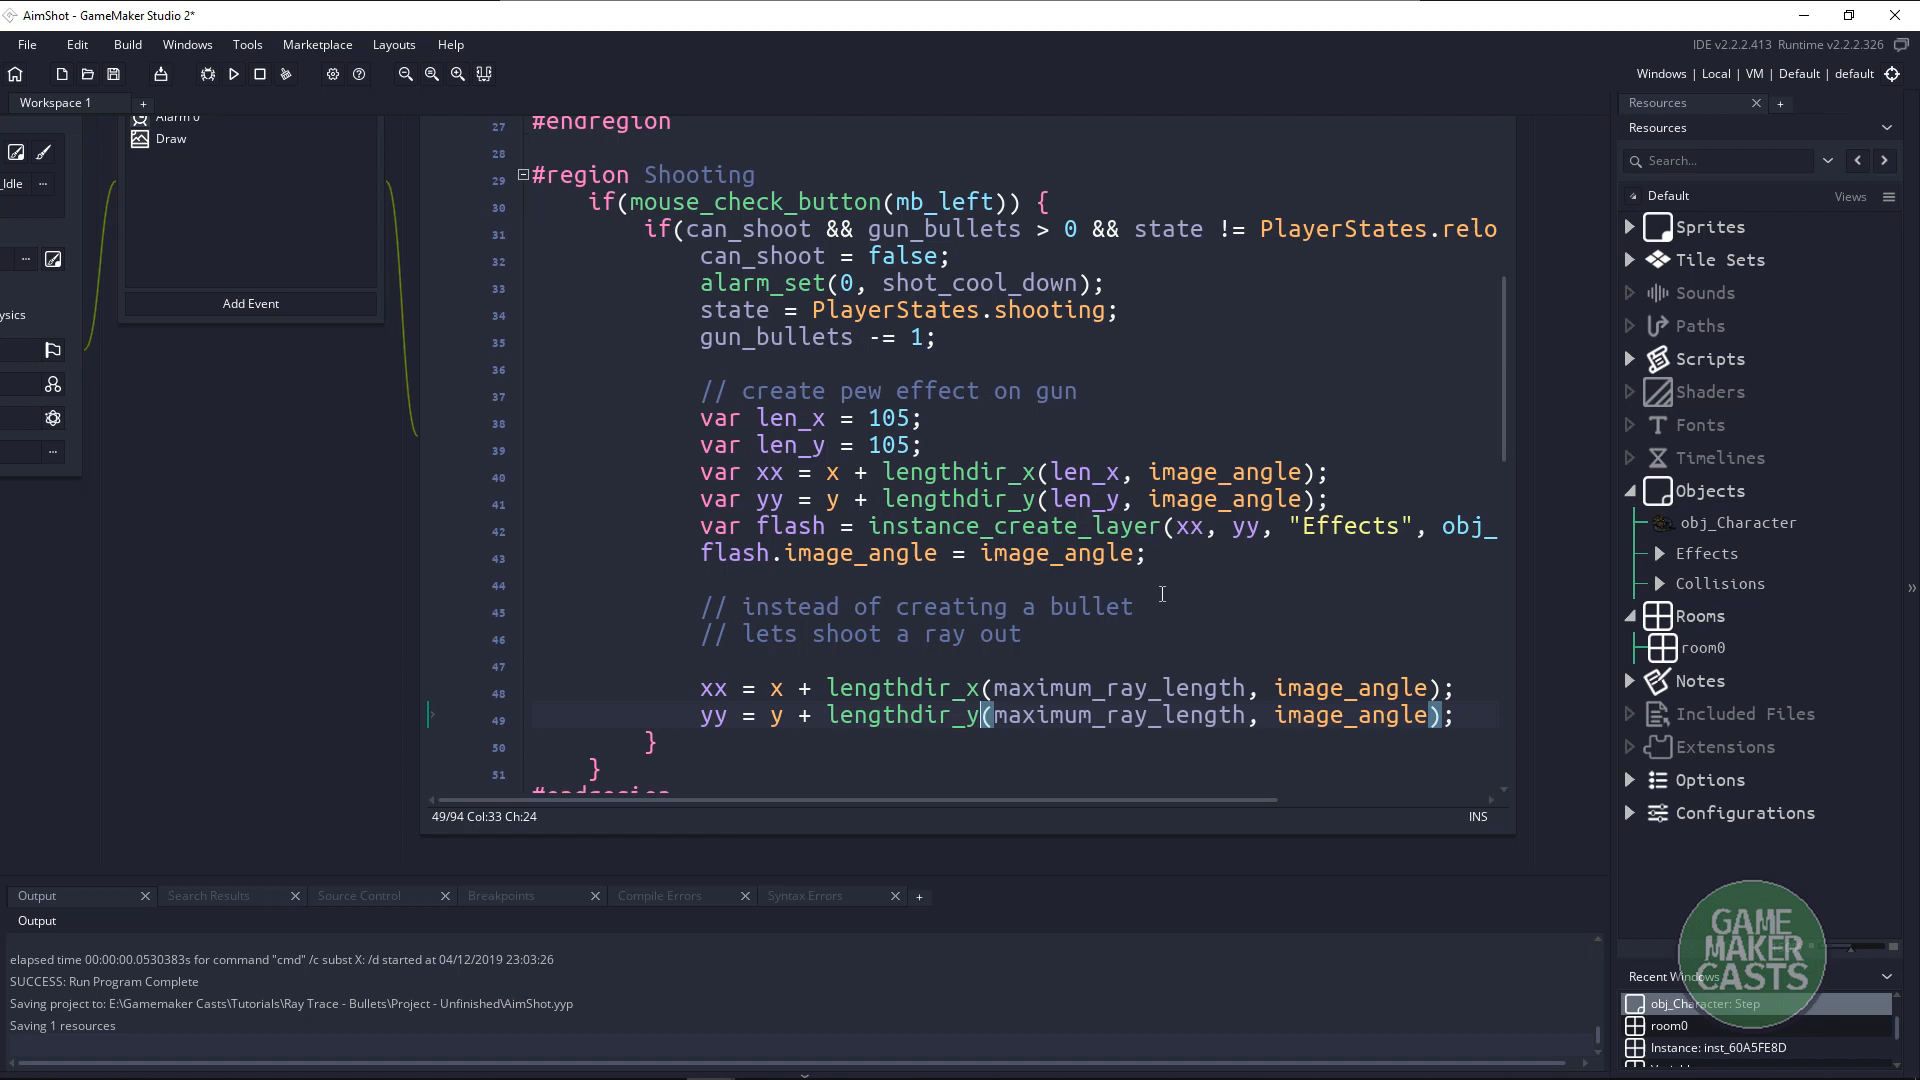 AimShot - GameMaker Studio 2*
File Edit Build Windows Tools Marketplace Layouts Help
IDE v2.2.2.413 Runtime v2.2.2.326
Windows | Local | VM | Default | default
Workspace 1
Alarm 0
Draw
Add Event
_Idle
ysics
27 #endregion
28
29 #region Shooting
30 if(mouse_check_button(mb_left)) {
31 if(can_shoot && gun_bullets > 0 && state != PlayerStates.relo
32 can_shoot = false;
33 alarm_set(0, shot_cool_down);
34 state = PlayerStates.shooting;
35 gun_bullets -= 1;
36
37 // create pew effect on gun
38 var len_x = 105;
39 var len_y = 105;
40 var xx = x + lengthdir_x(len_x, image_angle);
41 var yy = y + lengthdir_y(len_y, image_angle);
42 var flash = instance_create_layer(xx, yy, "Effects", obj_
43 flash.image_angle = image_angle;
44
45 // instead of creating a bullet
46 // lets shoot a ray out
47
48 xx = x + lengthdir_x(maximum_ray_length, image_angle);
49 yy = y + lengthdir_y(maximum_ray_length, image_angle);
50 }
51 }
#endregion
49/94 Col:33 Ch:24
INS
Resources
Resources
Search...
Default
Views
Sprites
Tile Sets
Sounds
Paths
Scripts
Shaders
Fonts
Timelines
Objects
obj_Character
Effects
Collisions
Rooms
room0
Notes
Included Files
Extensions
Options
Configurations
GAME
MAKER
CASTS
Recent Windows
obj_Character: Step
room0
Instance: inst_60A5FE8D
Output Search Results Source Control Breakpoints Compile Errors Syntax Errors
Output
elapsed time 00:00:00.0530383s for command "cmd" /c subst X: /d started at 04/12/2019 23:03:26
SUCCESS: Run Program Complete
Saving project to: E:\Gamemaker Casts\Tutorials\Ray Trace - Bullets\Project - Unfinished\AimShot.yyp
Saving 1 resources